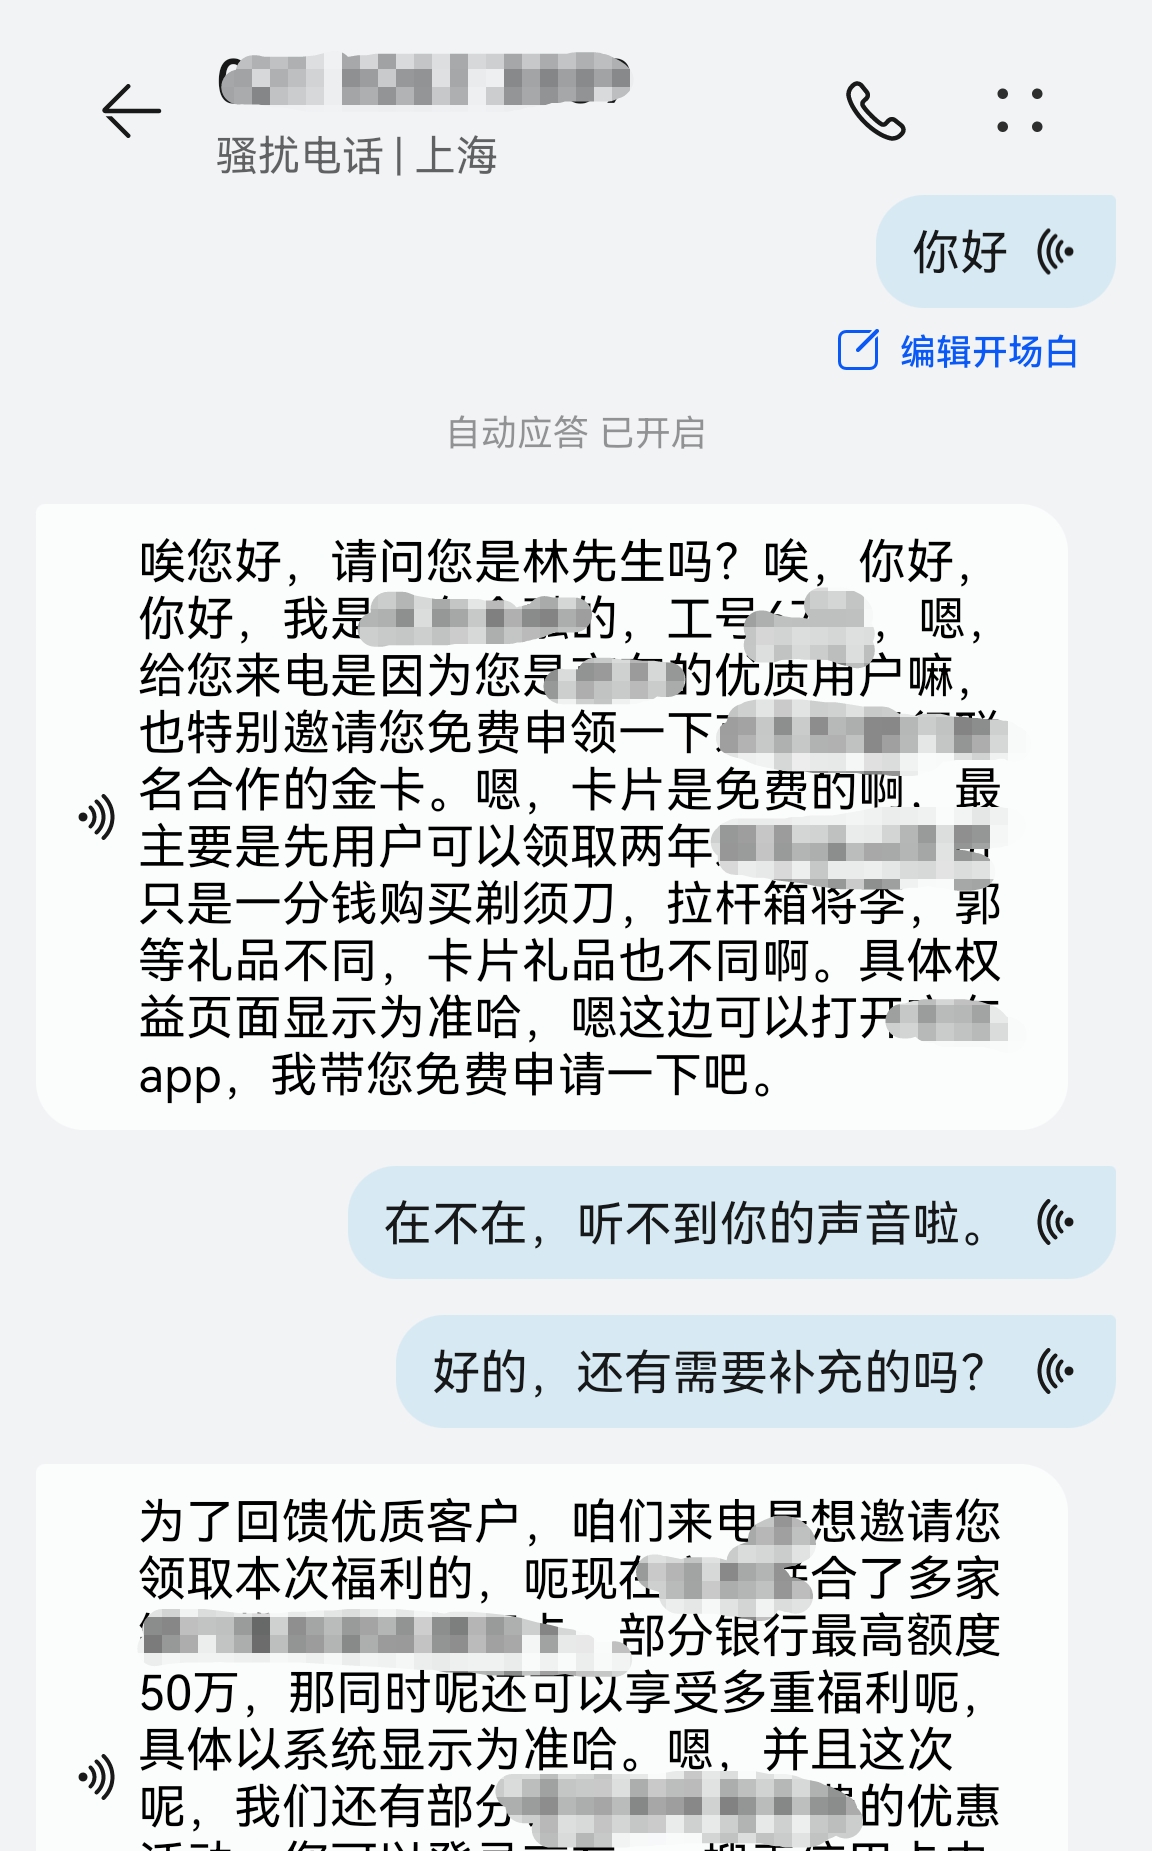 骚扰电话 | 上海
你好
编辑开场白
自动应答 已开启
唉您好，请问您是林先生吗？唉，你好，
你好，我是的，工号，嗯，
给您来电是因为您是的优质用户嘛，
也特别邀请您免费申领一下
名合作的金卡。嗯，卡片是免费的啊，最
主要是先用户可以领取两年
只是一分钱购买剃须刀，拉杆箱将李，郭
等礼品不同，卡片礼品也不同啊。具体权
益页面显示为准哈，嗯这边可以打开
app，我带您免费申请一下吧。
在不在，听不到你的声音啦。
好的，还有需要补充的吗？
为了回馈优质客户，咱们来电是想邀请您
领取本次福利的，呃现在合了多家
部分银行最高额度
50万，那同时呢还可以享受多重福利呃，
具体以系统显示为准哈。嗯，并且这次
呢，我们还有部分的优惠